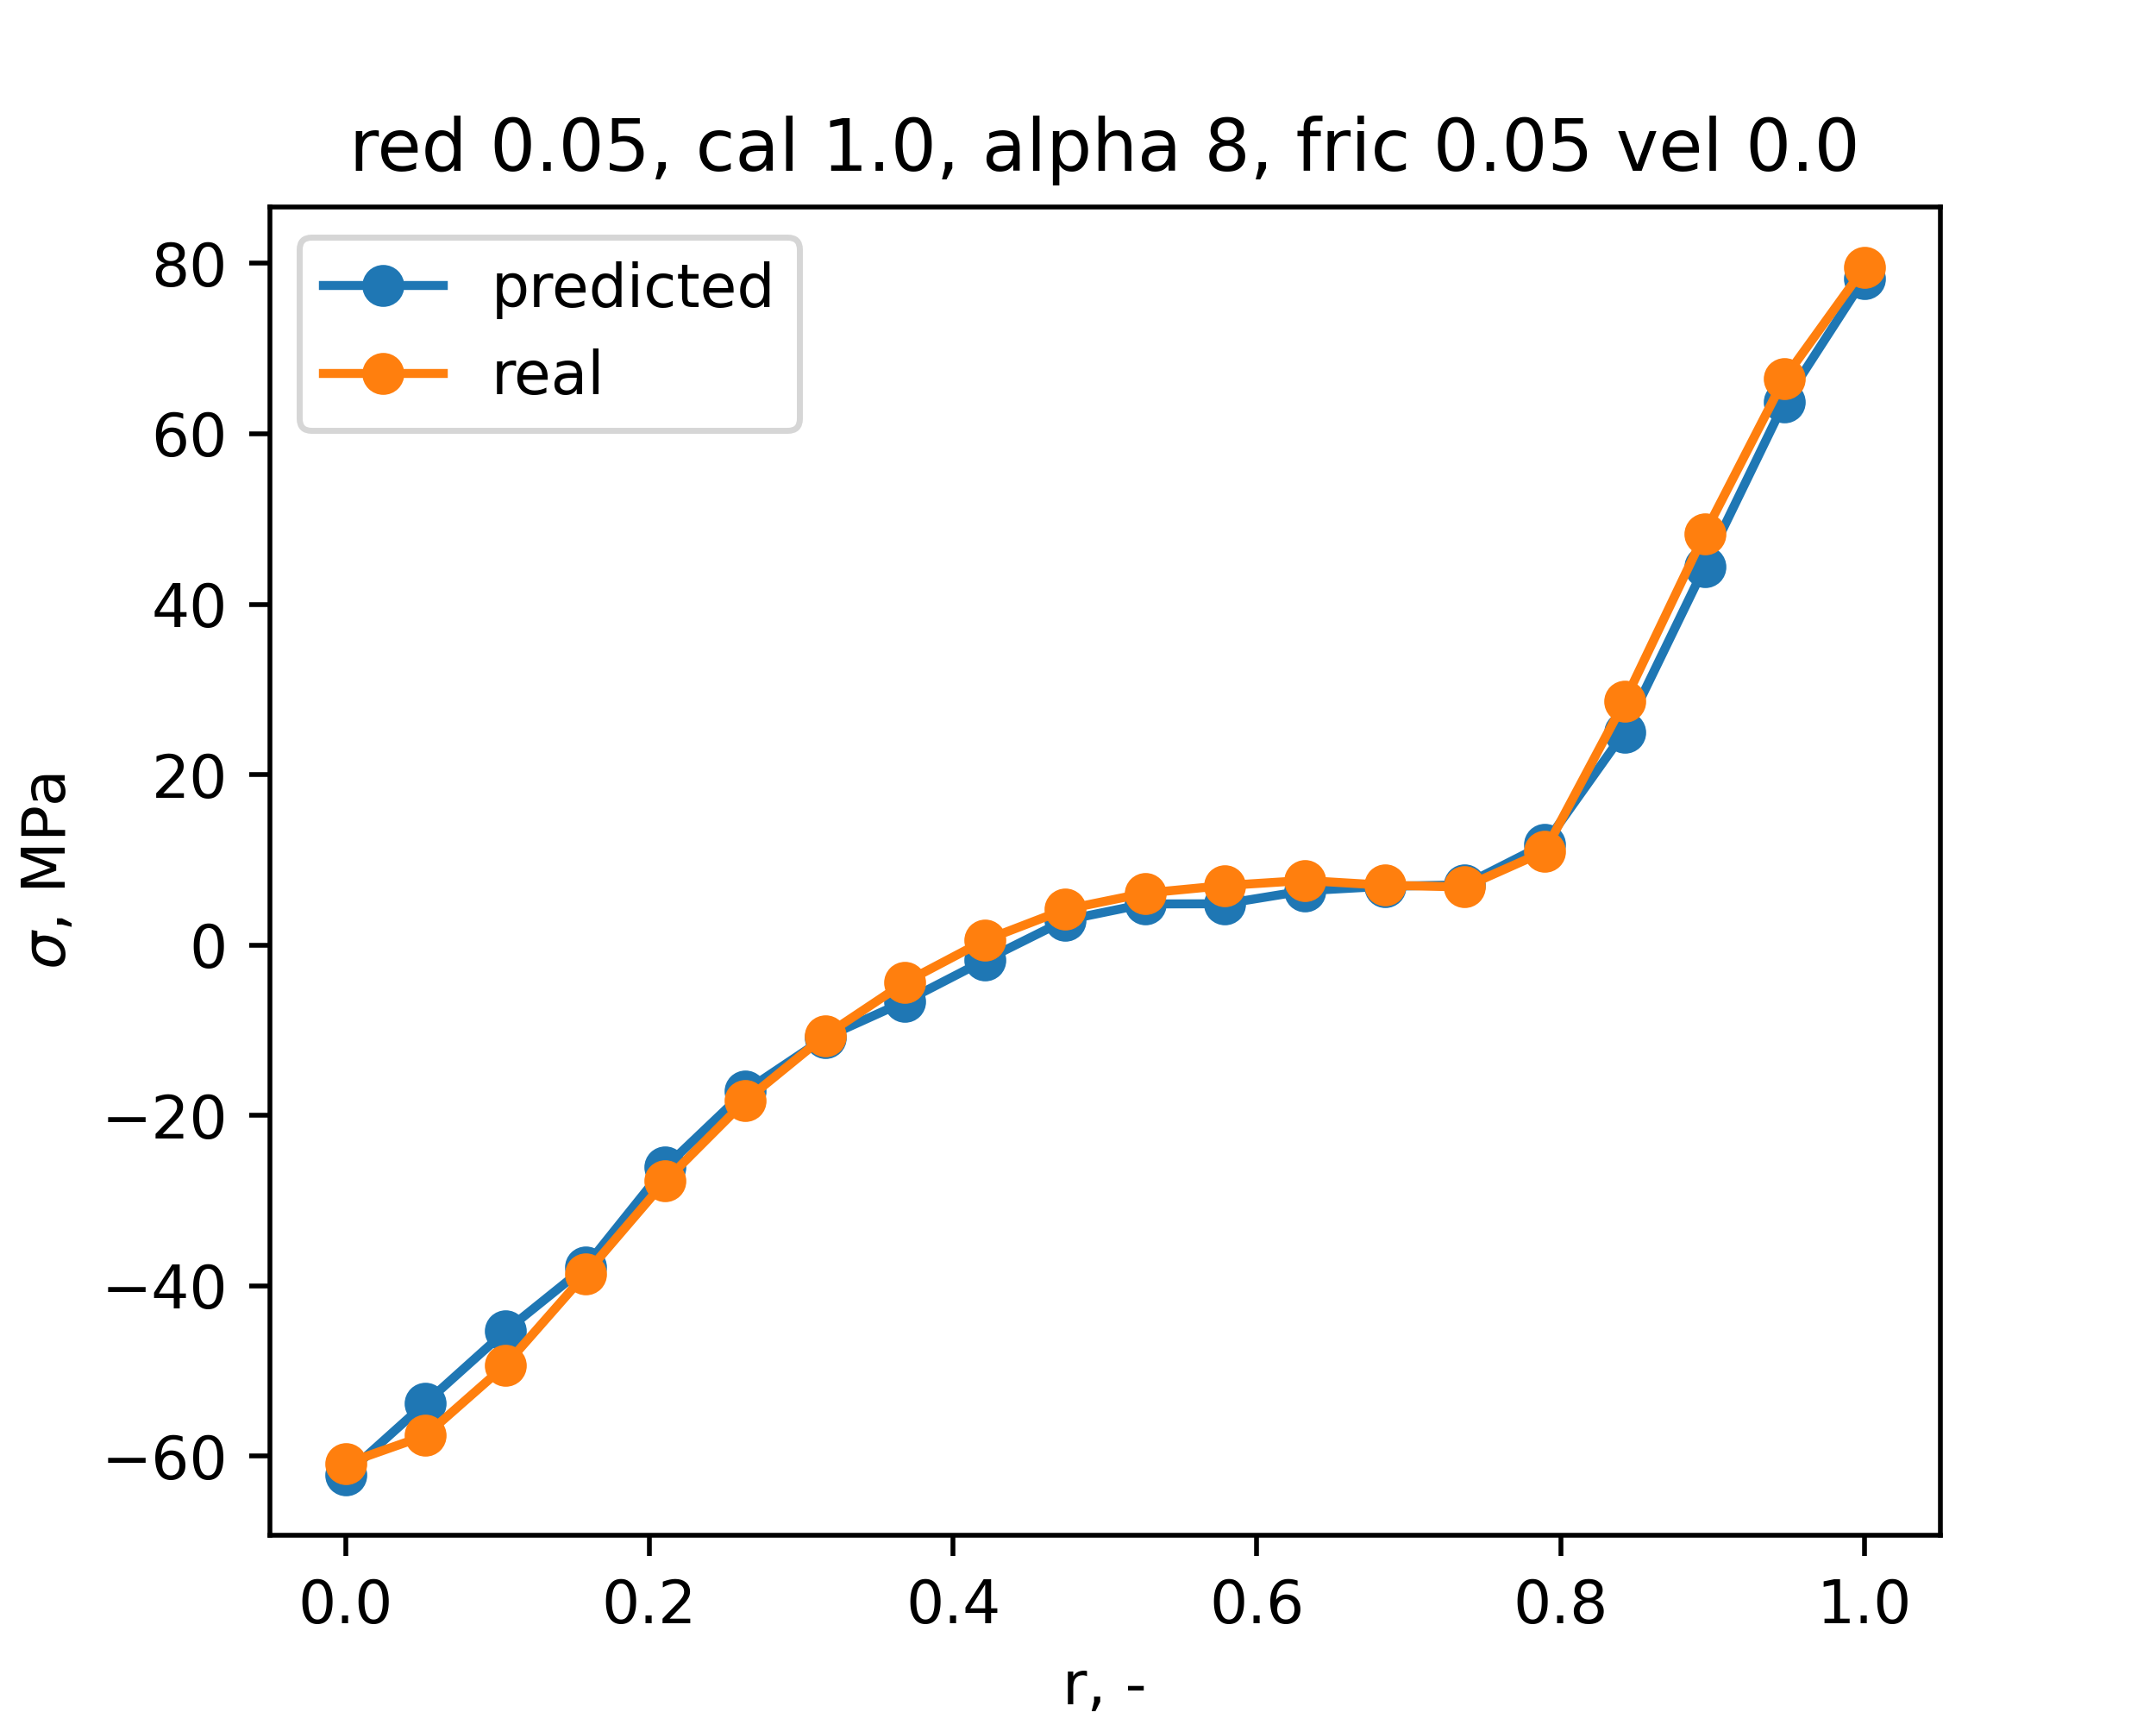 red 0.05, cal 1.0, alpha 8, fric 0.05 vel 0.0
predicted
real
80
60
40
20
0
−20
−40
−60
σ, MPa
0.0 0.2 0.4 0.6 0.8 1.0
r, -